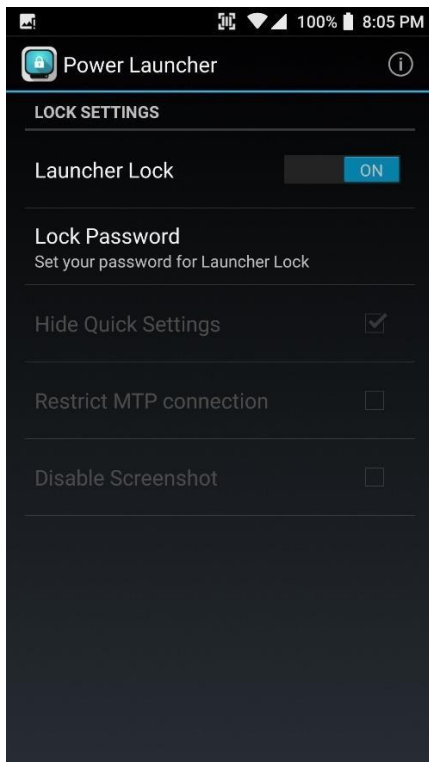 100% 8:05 PM
Power Launcher
LOCK SETTINGS
Launcher Lock ON
Lock Password
Set your password for Launcher Lock
Hide Quick Settings
Restrict MTP connection
Disable Screenshot